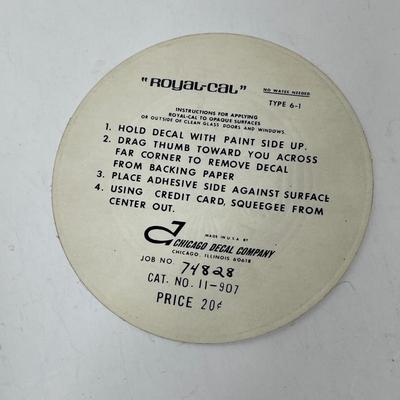 "ROYAL-CAL"
NO WATER NEEDED
TYPE 6-1
INSTRUCTIONS FOR APPLYING
ROYAL-CAL TO OPAQUE SURFACES
OR OUTSIDE OF CLEAN GLASS DOORS AND WINDOWS.
1. HOLD DECAL WITH PAINT SIDE UP.
2. DRAG THUMB TOWARD YOU ACROSS
FAR CORNER TO REMOVE DECAL
FROM BACKING PAPER
3. PLACE ADHESIVE SIDE AGAINST SURFACE
4. USING CREDIT CARD, SQUEEGEE FROM
CENTER OUT.
MADE IN U.S.A. BY
CHICAGO DECAL COMPANY
CHICAGO, ILLINOIS 60618
JOB NO. 74828
CAT. NO. 11-907
PRICE 20¢